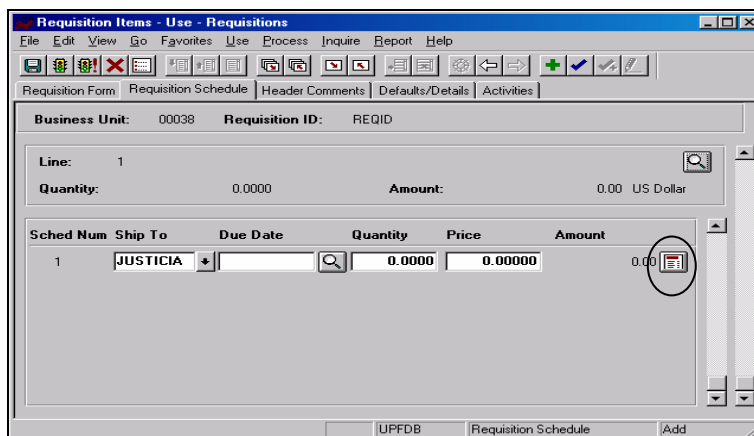 Requisition Items - Use - Requisitions
File Edit View Go Favorites Use Process Inquire Report Help
Requisition Form Requisition Schedule Header Comments Defaults/Details Activities
Business Unit: 00038 Requisition ID: REQID
Line: 1
Quantity: 0.0000 Amount: 0.00 US Dollar
Sched Num Ship To Due Date Quantity Price Amount
1 JUSTICIA 0.0000 0.00000 0.00
UPFDB Requisition Schedule Add